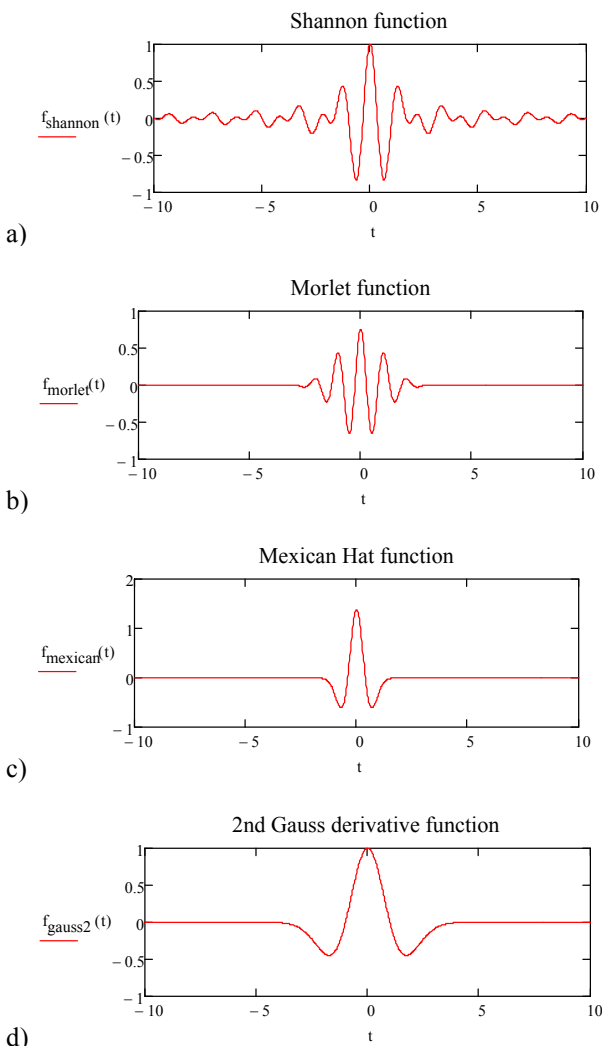 Shannon function
1
0.5
f_shannon (t)
0
− 0.5
− 1
− 10 − 5 0 5 10
t
a)
Morlet function
1
0.5
f_morlet(t)
0
− 0.5
− 1
− 10 − 5 0 5 10
t
b)
Mexican Hat function
2
1
f_mexican(t)
0
− 1
− 10 − 5 0 5 10
t
c)
2nd Gauss derivative function
1
0.5
f_gauss2 (t)
0
− 0.5
− 1
− 10 − 5 0 5 10
t
d)